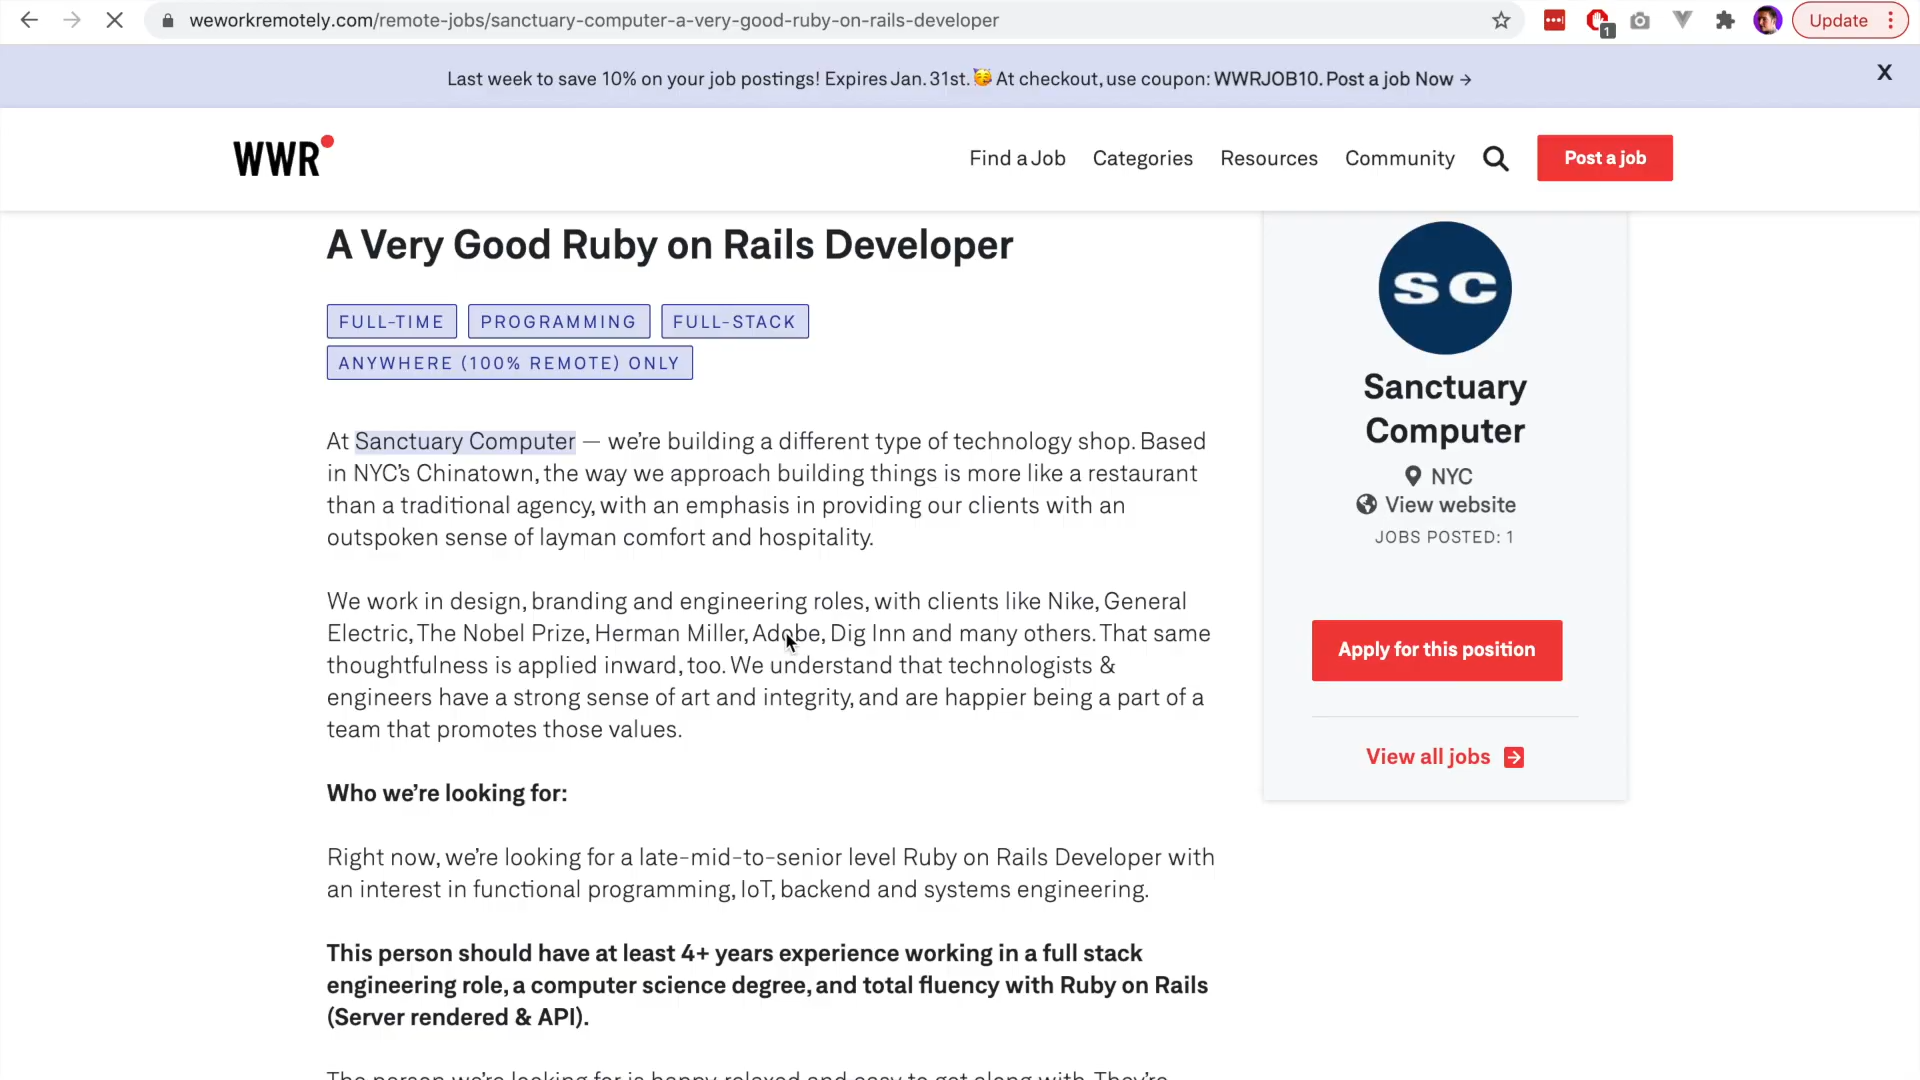 weworkremotely.com/remote-jobs/sanctuary-computer-a-very-good-ruby-on-rails-developer
1
Update
Last week to save 10% on your job postings! Expires Jan. 31st.🥳 At checkout, use coupon: WWRJOB10. Post a job Now →
X
WWR
Find a Job
Categories
Resources
Community
Post a job
A Very Good Ruby on Rails Developer
FULL-TIME
PROGRAMMING
FULL-STACK
ANYWHERE (100% REMOTE) ONLY
At Sanctuary Computer — we’re building a different type of technology shop. Based
in NYC’s Chinatown, the way we approach building things is more like a restaurant
than a traditional agency, with an emphasis in providing our clients with an
outspoken sense of layman comfort and hospitality.
We work in design, branding and engineering roles, with clients like Nike, General
Electric, The Nobel Prize, Herman Miller, Adobe, Dig Inn and many others. That same
thoughtfulness is applied inward, too. We understand that technologists &
engineers have a strong sense of art and integrity, and are happier being a part of a
team that promotes those values.
Who we’re looking for:
Right now, we’re looking for a late-mid-to-senior level Ruby on Rails Developer with
an interest in functional programming, IoT, backend and systems engineering.
This person should have at least 4+ years experience working in a full stack
engineering role, a computer science degree, and total fluency with Ruby on Rails
(Server rendered & API).
The person we’re looking for is happy, relaxed and easy to get along with. They’re
SC
Sanctuary
Computer
NYC
View website
JOBS POSTED: 1
Apply for this position
View all jobs